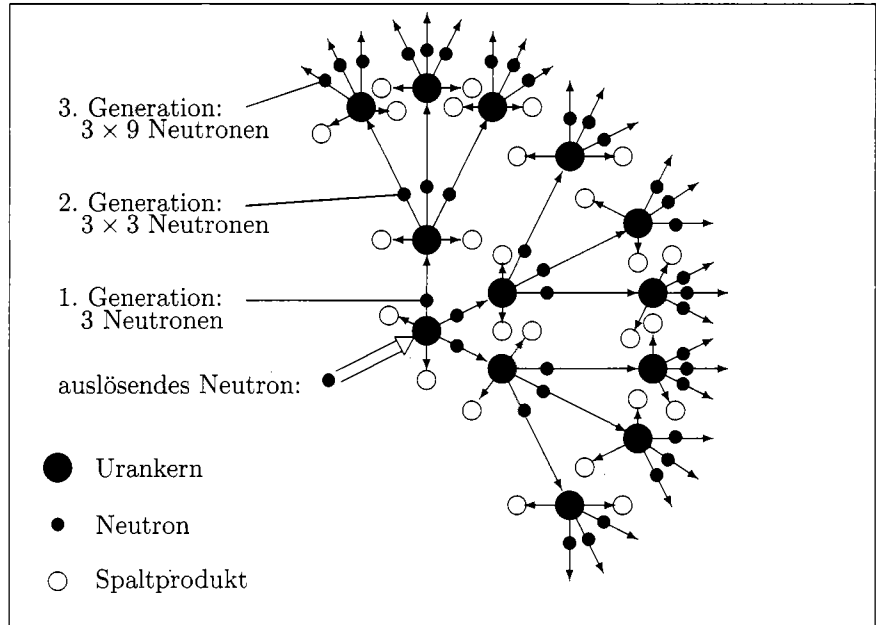 3. Generation:
3 × 9 Neutronen
2. Generation:
3 × 3 Neutronen
1. Generation:
3 Neutronen
auslösendes Neutron:
Urankern
Neutron
Spaltprodukt